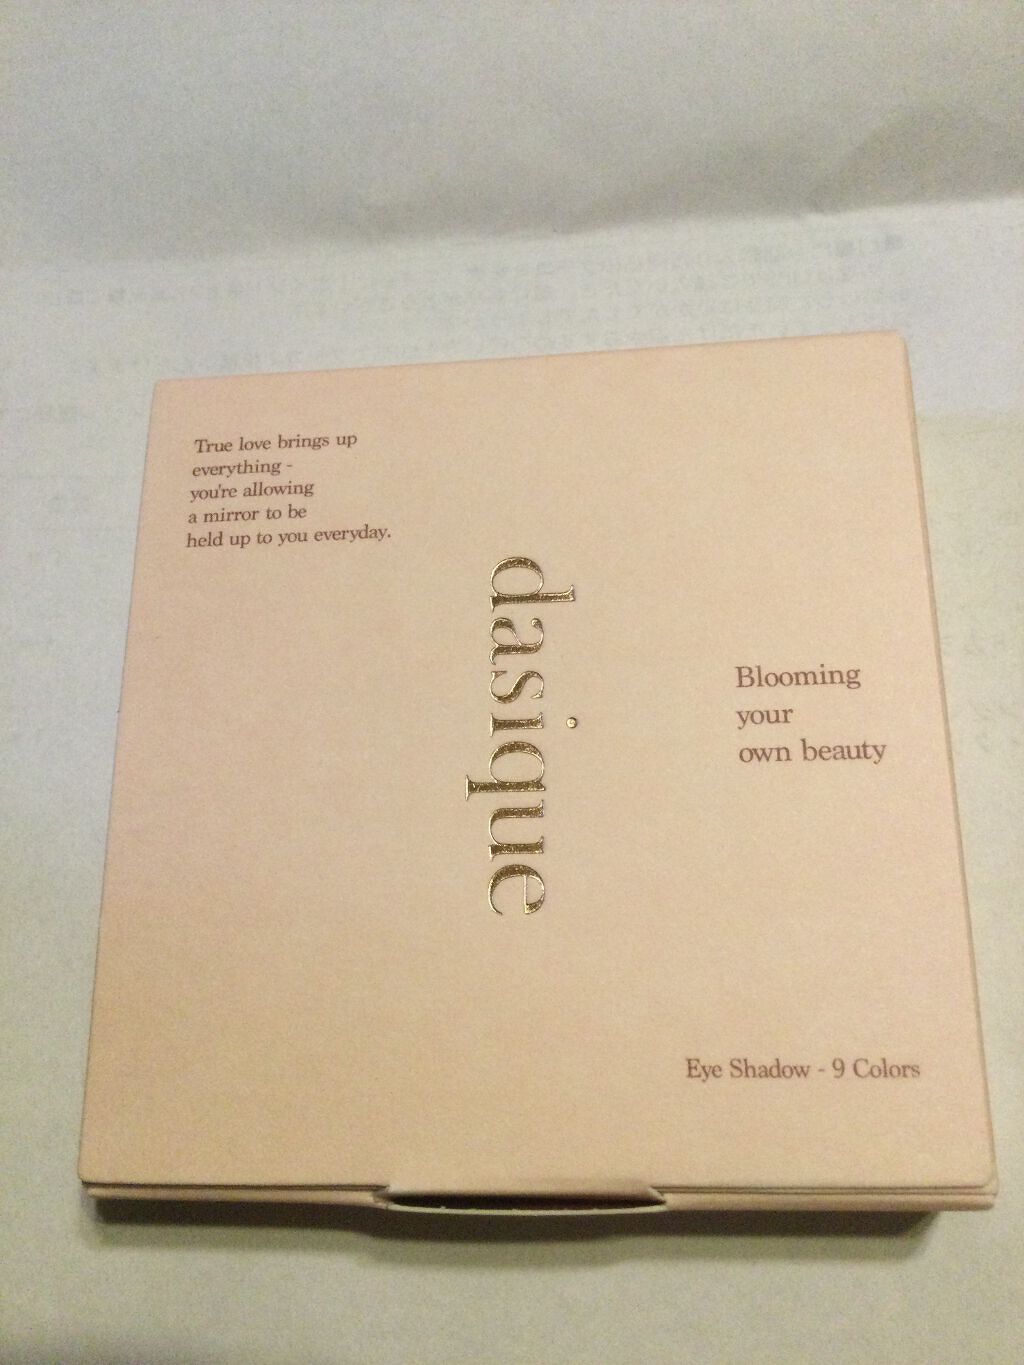 True love brings up
everything -
you're allowing
a mirror to be
held up to you everyday.
dasique
Blooming
your
own beauty
Eye Shadow - 9 Colors